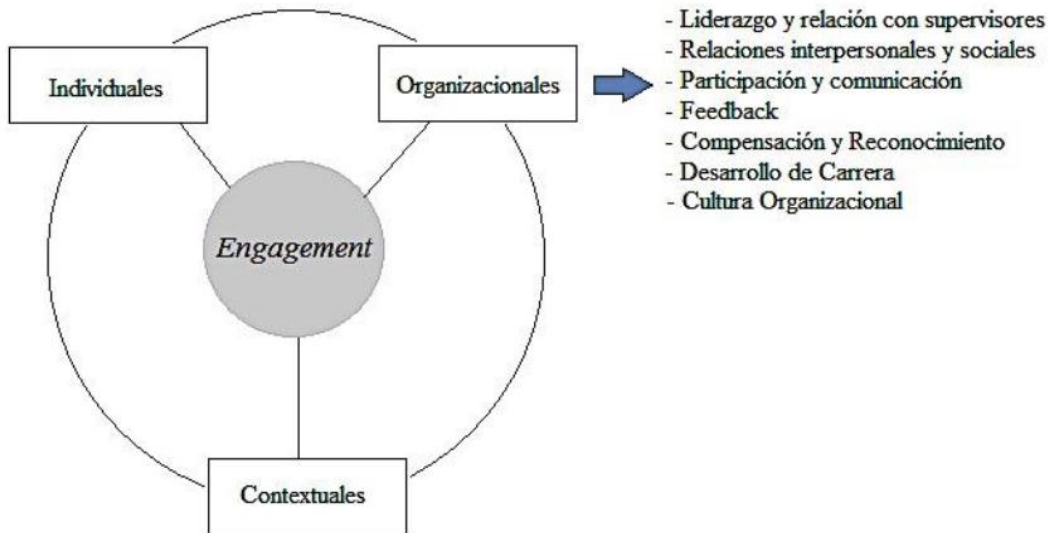 Individuales
Organizacionales
- Liderazgo y relación con supervisores
- Relaciones interpersonales y sociales
- Participación y comunicación
- Feedback
- Compensación y Reconocimiento
- Desarrollo de Carrera
- Cultura Organizacional
Engagement
Contextuales